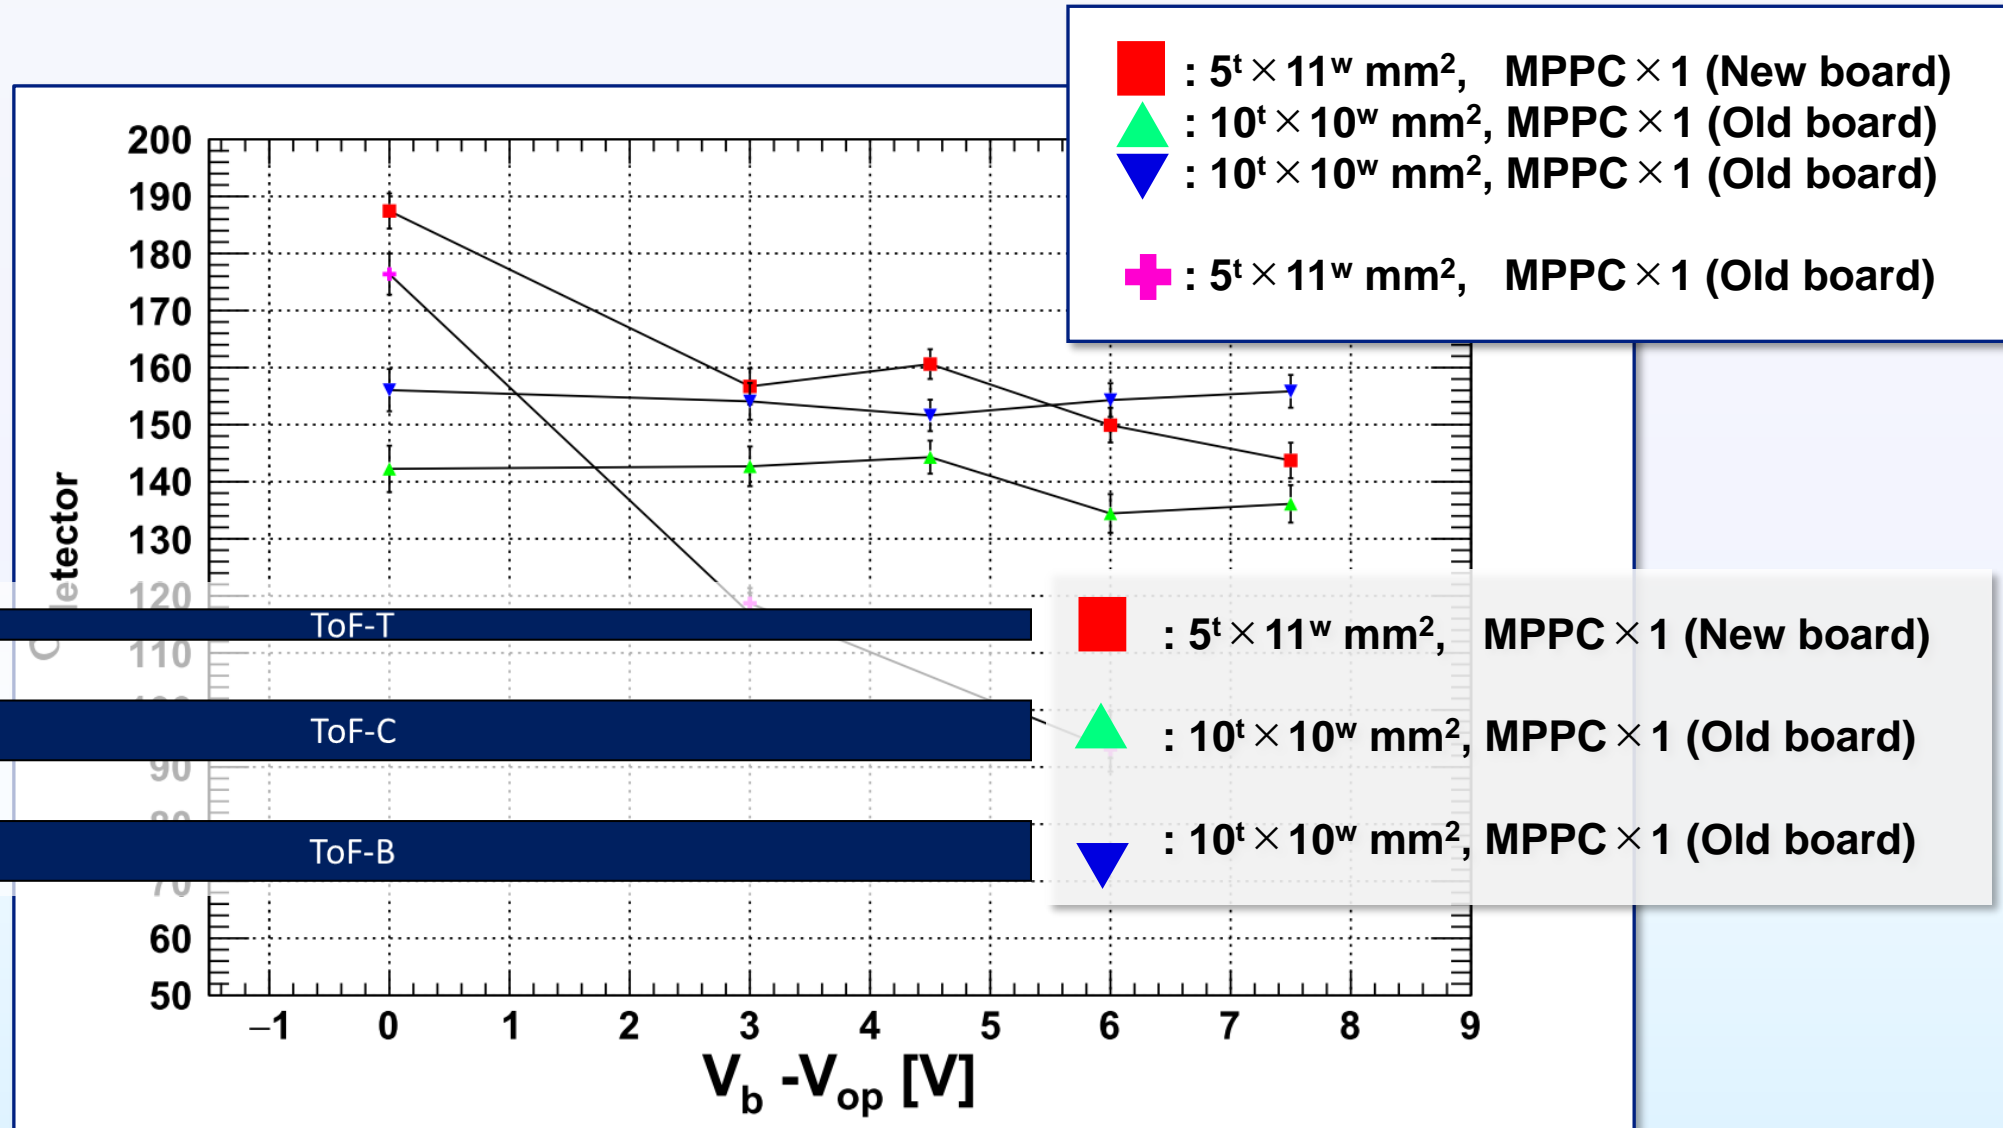 : 5ᵗ×11ʷ mm², MPPC×1 (New board)
: 10ᵗ×10ʷ mm², MPPC×1 (Old board)
: 10ᵗ×10ʷ mm², MPPC×1 (Old board)
: 5ᵗ×11ʷ mm², MPPC×1 (Old board)
200
190
180
170
160
150
140
130
120
110
90
70
60
50
etector
ToF-T
ToF-C
ToF-B
: 5ᵗ×11ʷ mm², MPPC×1 (New board)
: 10ᵗ×10ʷ mm², MPPC×1 (Old board)
: 10ᵗ×10ʷ mm², MPPC×1 (Old board)
−1 0 1 2 3 4 5 6 7 8 9
V_b -V_op [V]